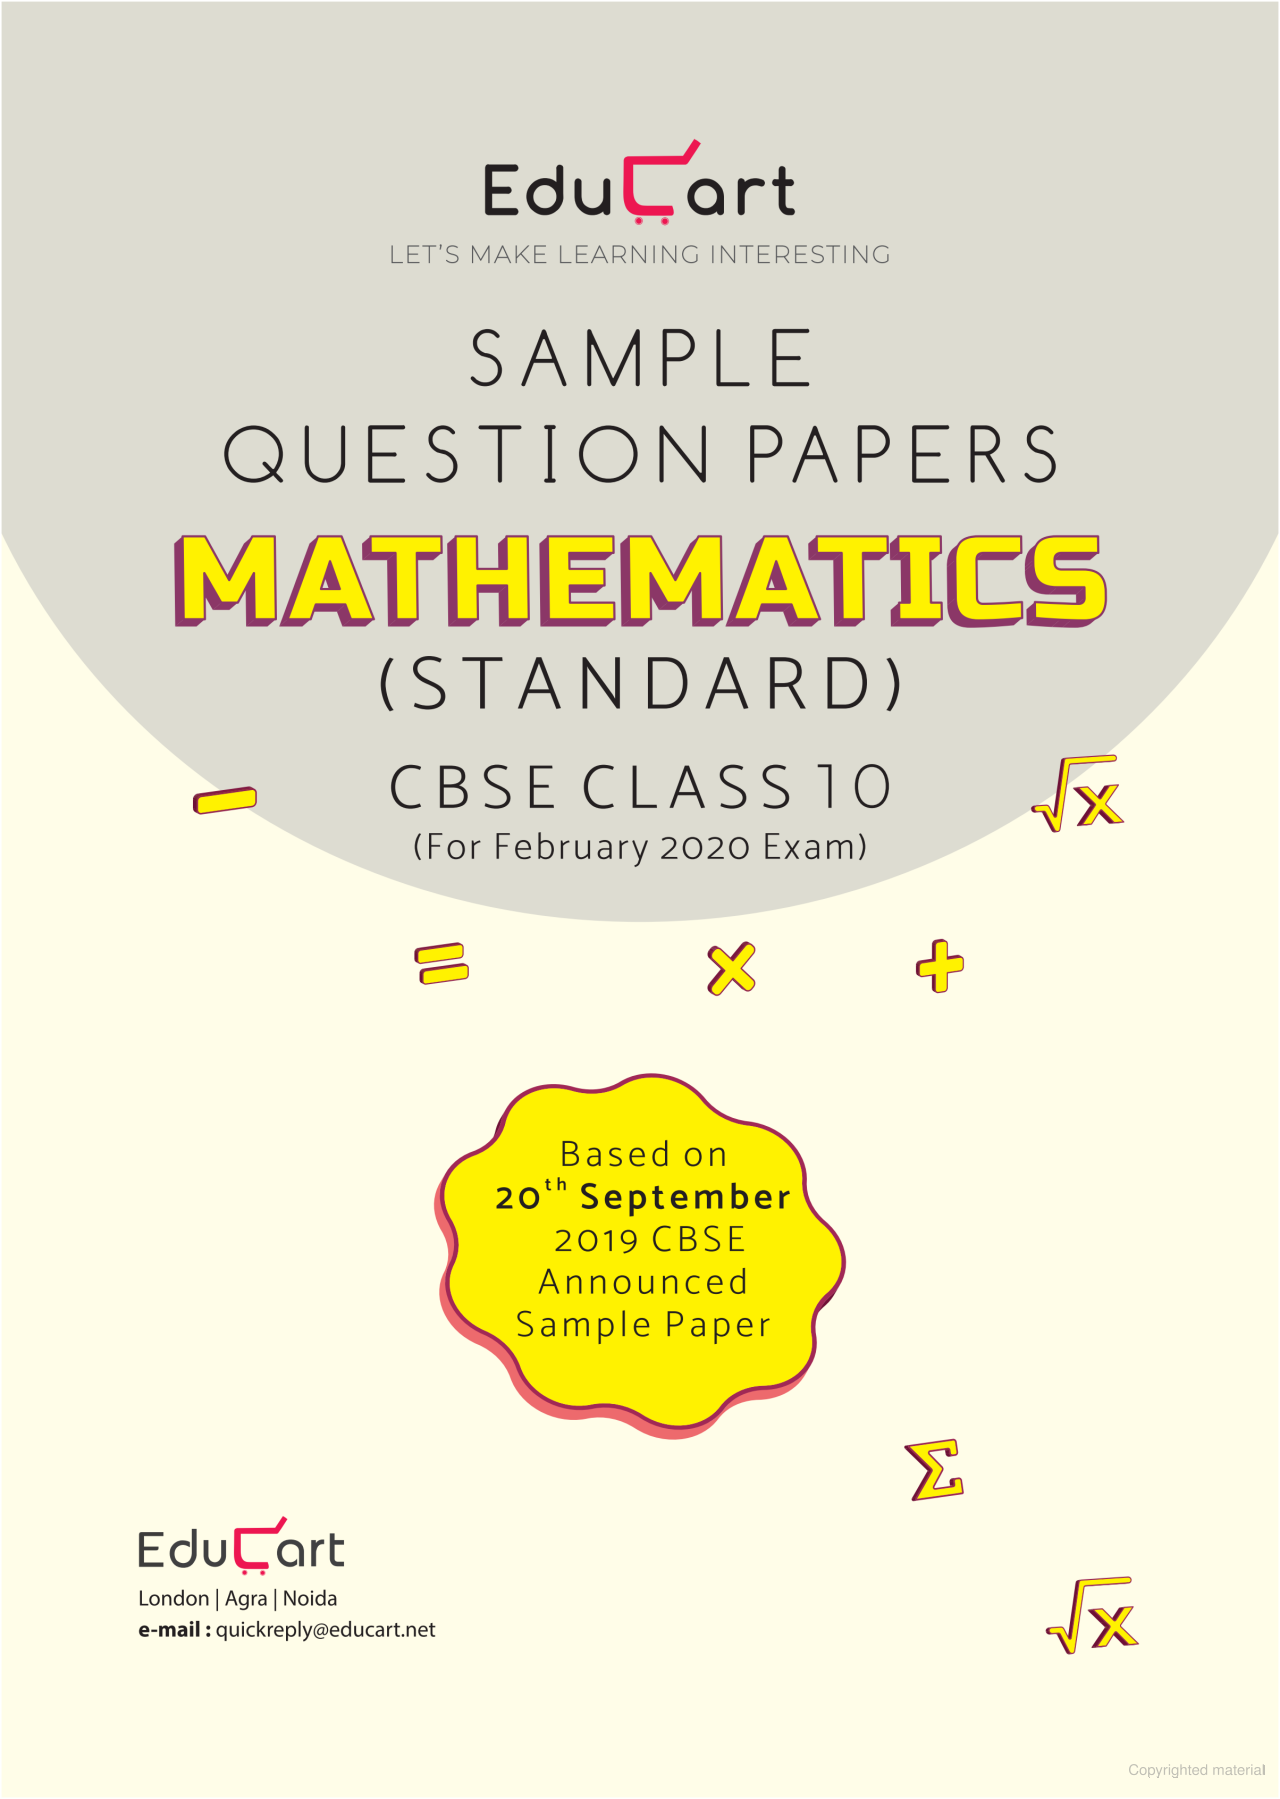 EduCart
LET'S MAKE LEARNING INTERESTING
SAMPLE
QUESTION PAPERS
MATHEMATICS
(STANDARD)
CBSE CLASS 10
(For February 2020 Exam)
−
√x
= × +
Based on
20th September
2019 CBSE
Announced
Sample Paper
Σ
EduCart
London | Agra | Noida
e-mail : quickreply@educart.net
√x
Copyrighted material